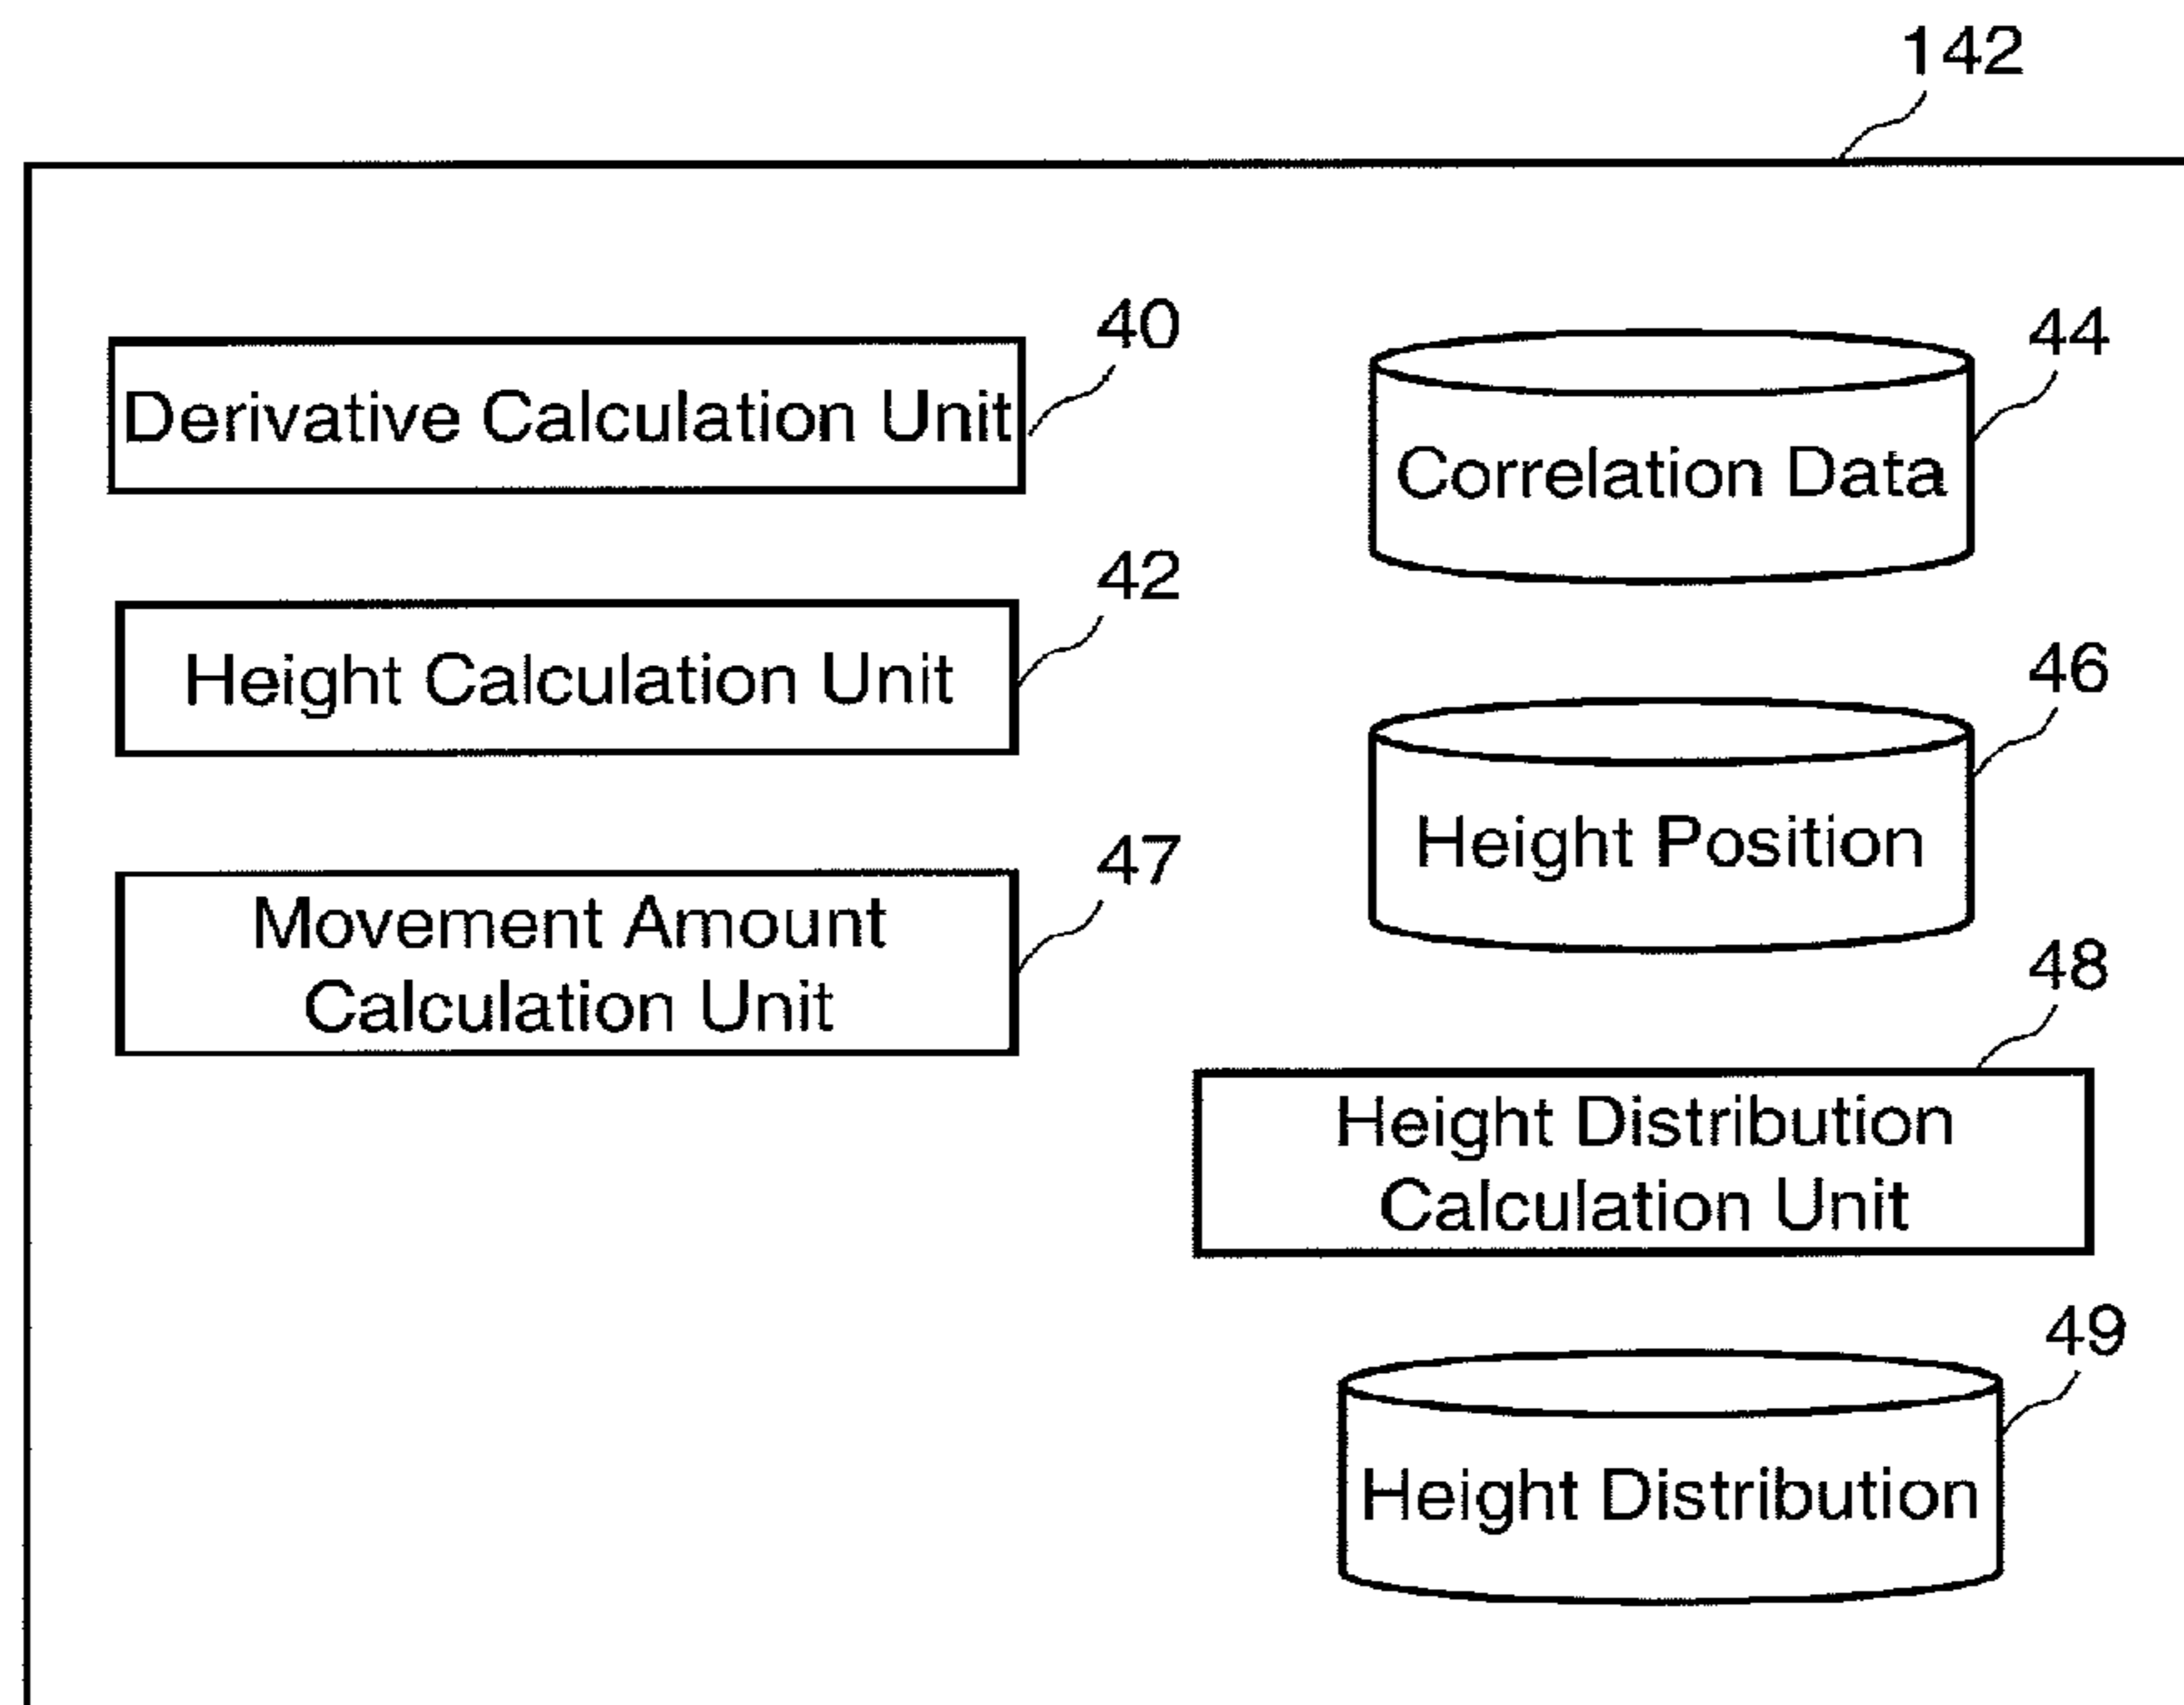 142
40
Derivative Calculation Unit
44
Correlation Data
42
Height Calculation Unit
46
Height Position
47
Movement Amount
Calculation Unit
48
Height Distribution
Calculation Unit
49
Height Distribution